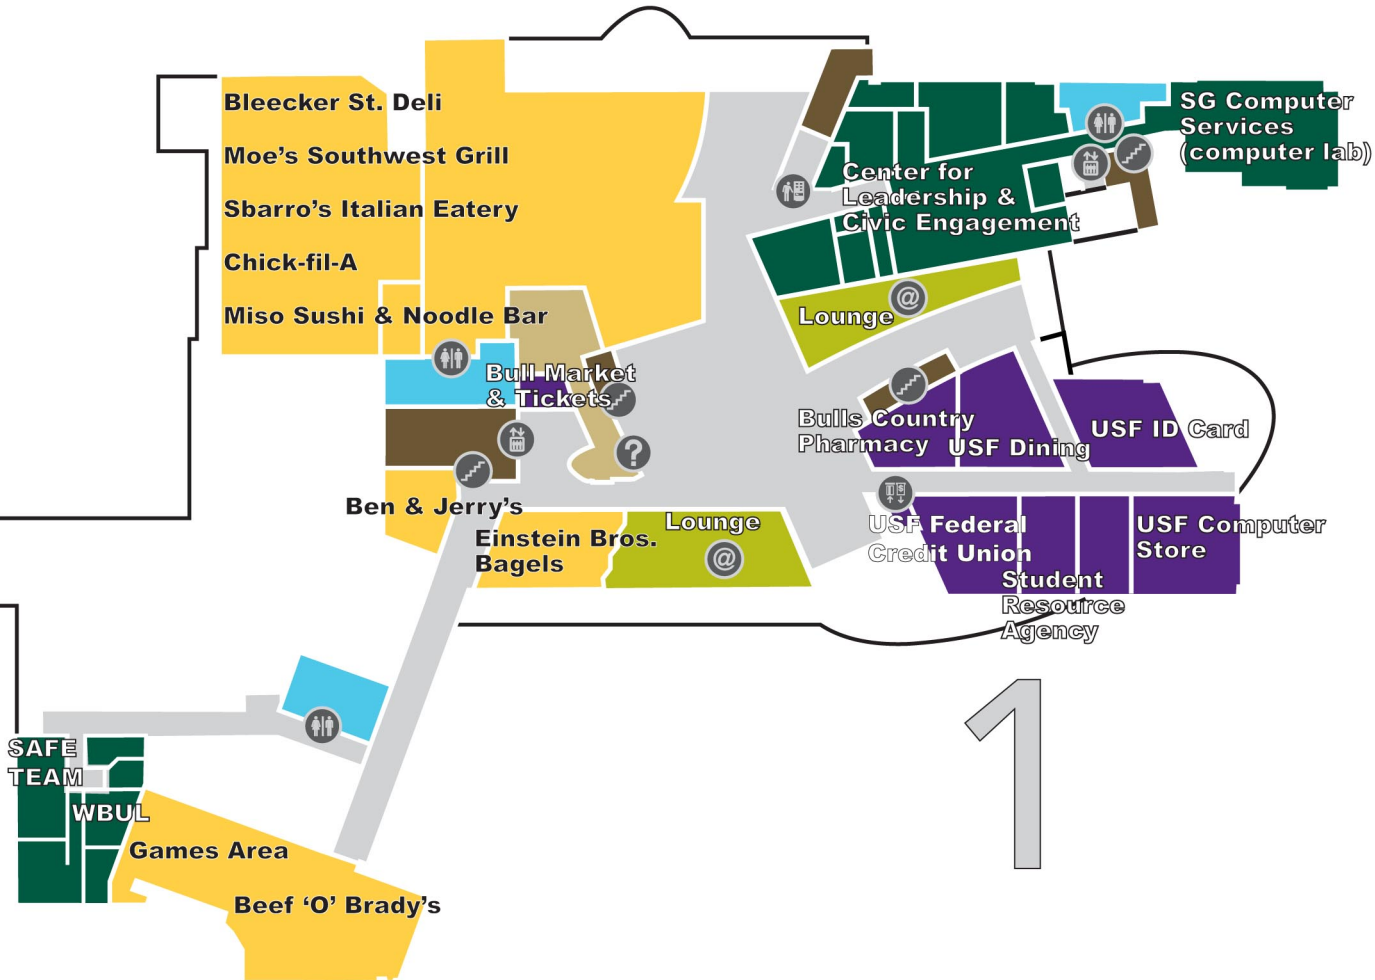 Bleecker St. Deli
Moe's Southwest Grill
Sbarro's Italian Eatery
Chick-fil-A
Miso Sushi & Noodle Bar
SG Computer
Services
(computer lab)
Center for
Leadership &
Civic Engagement
@
Lounge
Bull Market
& Tickets
?
Bulls Country
Pharmacy
USF Dining
USF ID Card
Ben & Jerry's
Einstein Bros.
Bagels
Lounge
@
$
USF Federal
Credit Union
Student
Resource
Agency
USF Computer
Store
1
SAFE
TEAM
WBUL
Games Area
Beef 'O' Brady's